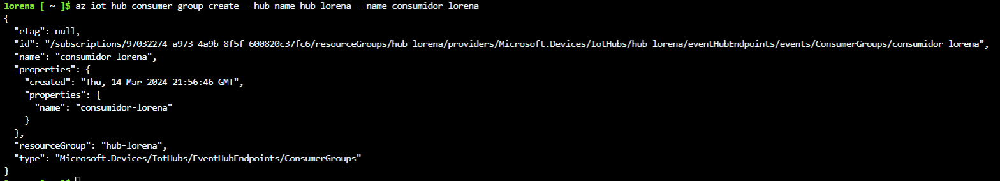 lorena [ ~ ]$ az iot hub consumer-group create --hub-name hub-lorena --name consumidor-lorena
{
  "etag": null,
  "id": "/subscriptions/97032274-a973-4a9b-8f5f-600820c37fc6/resourceGroups/hub-lorena/providers/Microsoft.Devices/IotHubs/hub-lorena/eventHubEndpoints/events/ConsumerGroups/consumidor-lorena",
  "name": "consumidor-lorena",
  "properties": {
    "created": "Thu, 14 Mar 2024 21:56:46 GMT",
    "properties": {
      "name": "consumidor-lorena"
    }
  },
  "resourceGroup": "hub-lorena",
  "type": "Microsoft.Devices/IotHubs/EventHubEndpoints/ConsumerGroups"
}